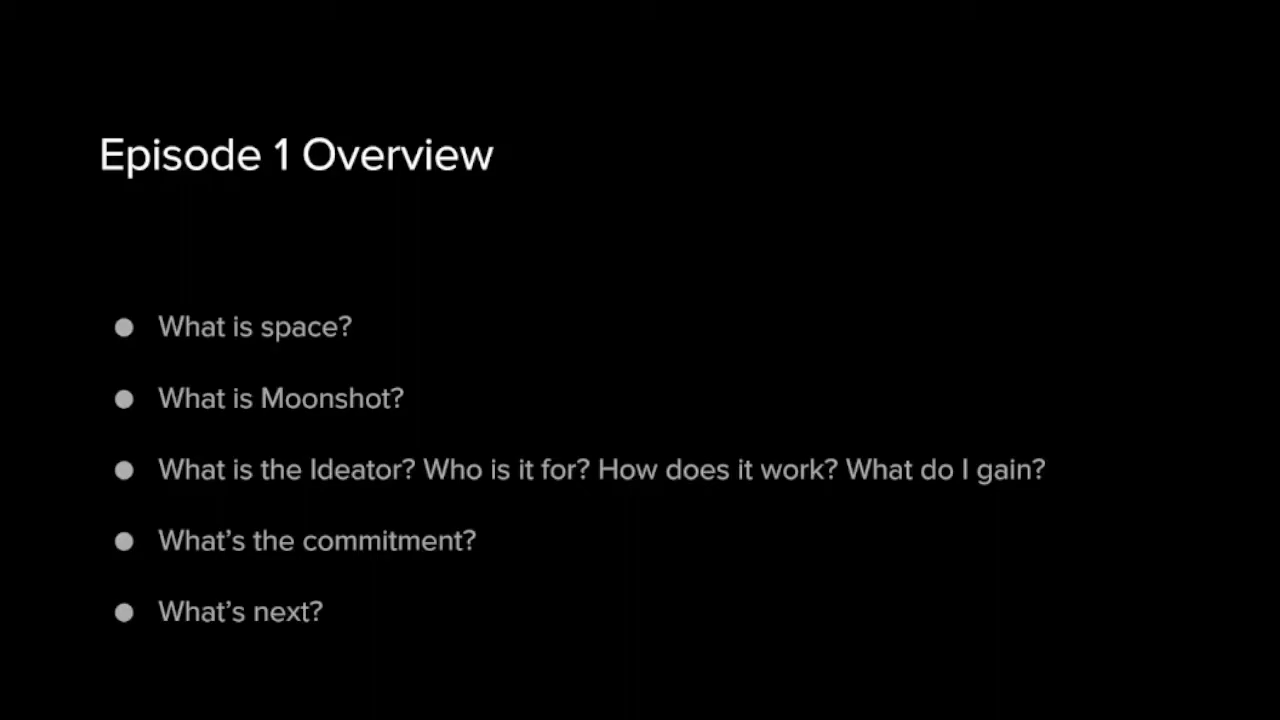 Episode 1 Overview
● What is space?
● What is Moonshot?
● What is the Ideator? Who is it for? How does it work? What do I gain?
● What’s the commitment?
● What’s next?